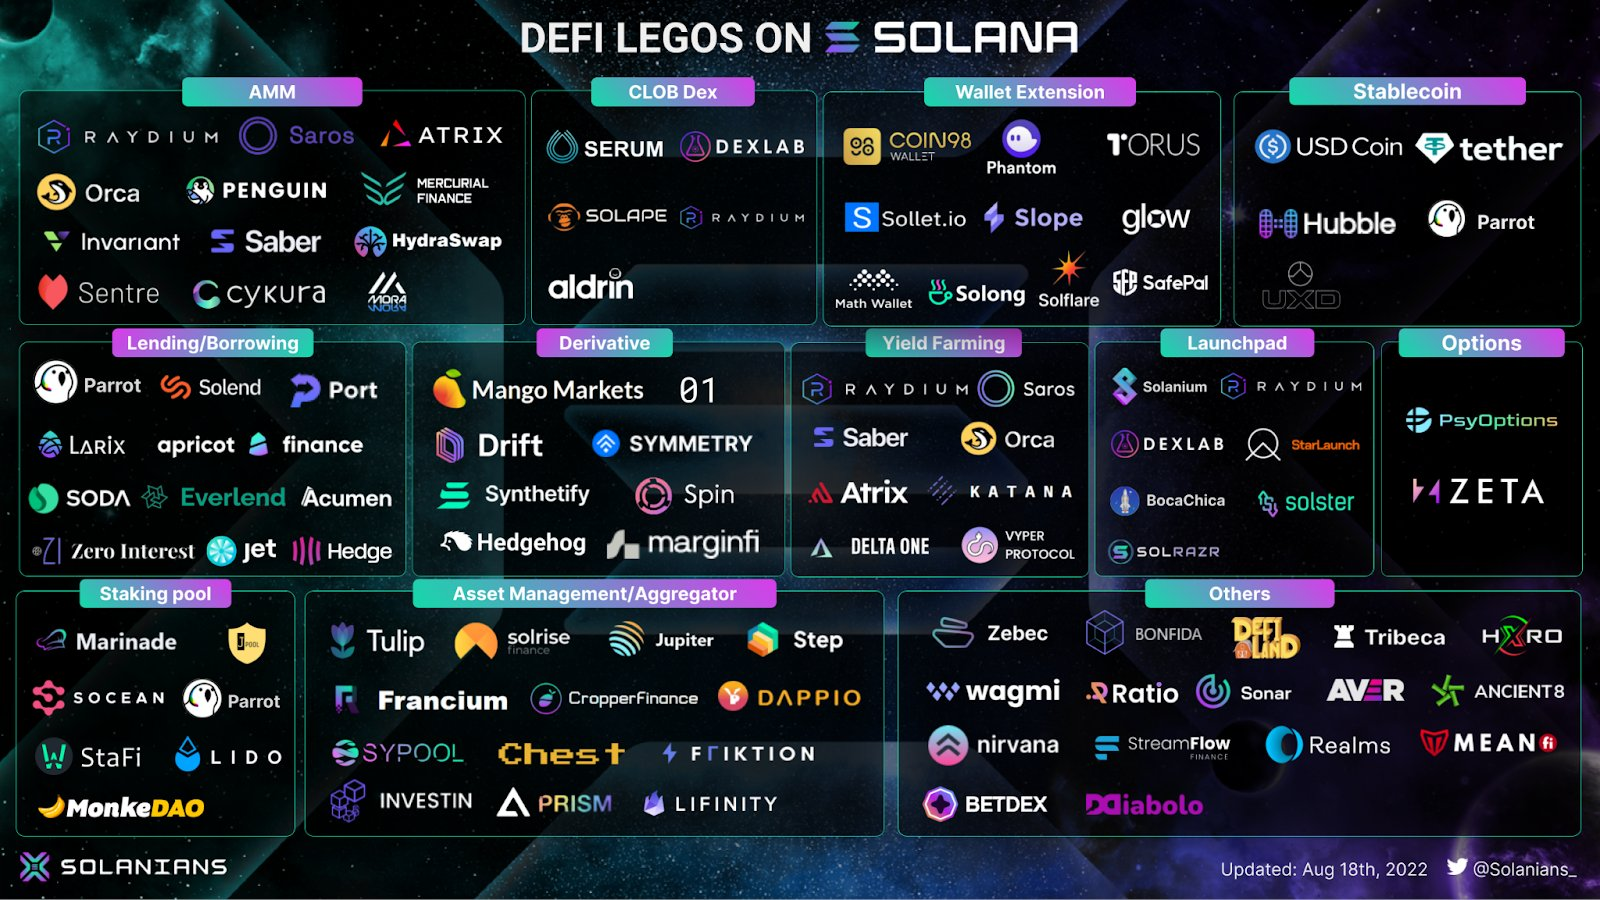 DEFI LEGOS ON SOLANA
AMM
RAYDIUM Saros ATRIX
Orca PENGUIN MERCURIAL FINANCE
Invariant Saber HydraSwap
Sentre cykura MORA
CLOB Dex
SERUM DEXLAB
SOLAPE RAYDIUM
aldrin
Wallet Extension
COIN98 WALLET Phantom TORUS
Sollet.io Slope glow
Math Wallet Solong Solflare SafePal
Stablecoin
USD Coin tether
Hubble Parrot
UXD
Lending/Borrowing
Parrot Solend Port
LARIX apricot finance
SODA Everlend Acumen
Zero Interest jet Hedge
Derivative
Mango Markets 01
Drift SYMMETRY
Synthetify Spin
Hedgehog marginfi
Yield Farming
RAYDIUM Saros
Saber Orca
Atrix KATANA
DELTA ONE VYPER PROTOCOL
Launchpad
Solanium RAYDIUM
DEXLAB StarLaunch
BocaChica solster
SOLRAZR
Options
PsyOptions
ZETA
Staking pool
Marinade JPOOL
SOCEAN Parrot
StaFi LIDO
MonkeDAO
Asset Management/Aggregator
Tulip solrise finance Jupiter Step
Francium CropperFinance DAPPIO
SYPOOL Chest FRIKTION
INVESTIN PRISM LIFINITY
Others
Zebec BONFIDA DEFI LAND Tribeca HXRO
wagmi Ratio Sonar AVER ANCIENT8
nirvana StreamFlow FINANCE Realms MEAN fi
BETDEX Diabolo
SOLANIANS
Updated: Aug 18th, 2022 @Solanians_